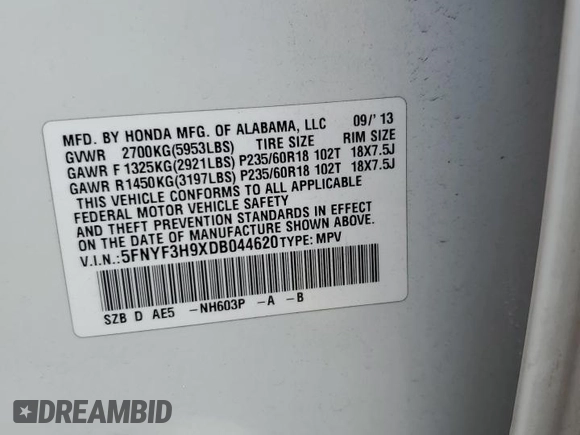 MFD. BY HONDA MFG. OF ALABAMA, LLC 09/'13
GVWR 2700KG(5953LBS) TIRE SIZE RIM SIZE
GAWR F 1325KG(2921LBS) P235/60R18 102T 18X7.5J
GAWR R1450KG(3197LBS) P235/60R18 102T 18X7.5J
THIS VEHICLE CONFORMS TO ALL APPLICABLE
FEDERAL MOTOR VEHICLE SAFETY
AND THEFT PREVENTION STANDARDS IN EFFECT
ON THE DATE OF MANUFACTURE SHOWN ABOVE.
V.I.N.:5FNYF3H9XDB044620 TYPE: MPV
SZB D AE5 -NH603P -A -B
DREAMBID